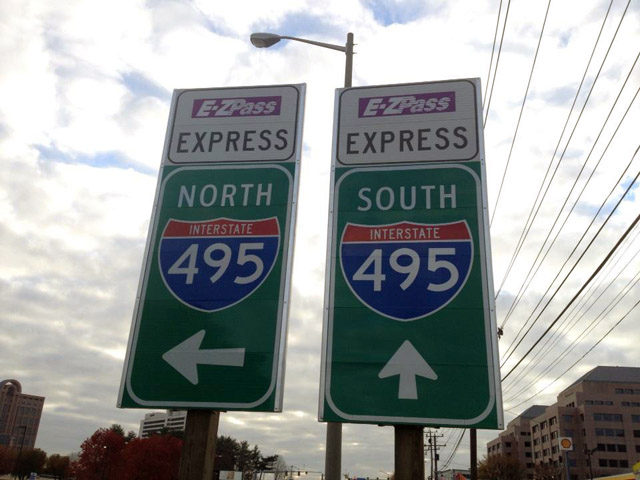 E-ZPass
EXPRESS
NORTH
INTERSTATE
495
E-ZPass
EXPRESS
SOUTH
INTERSTATE
495